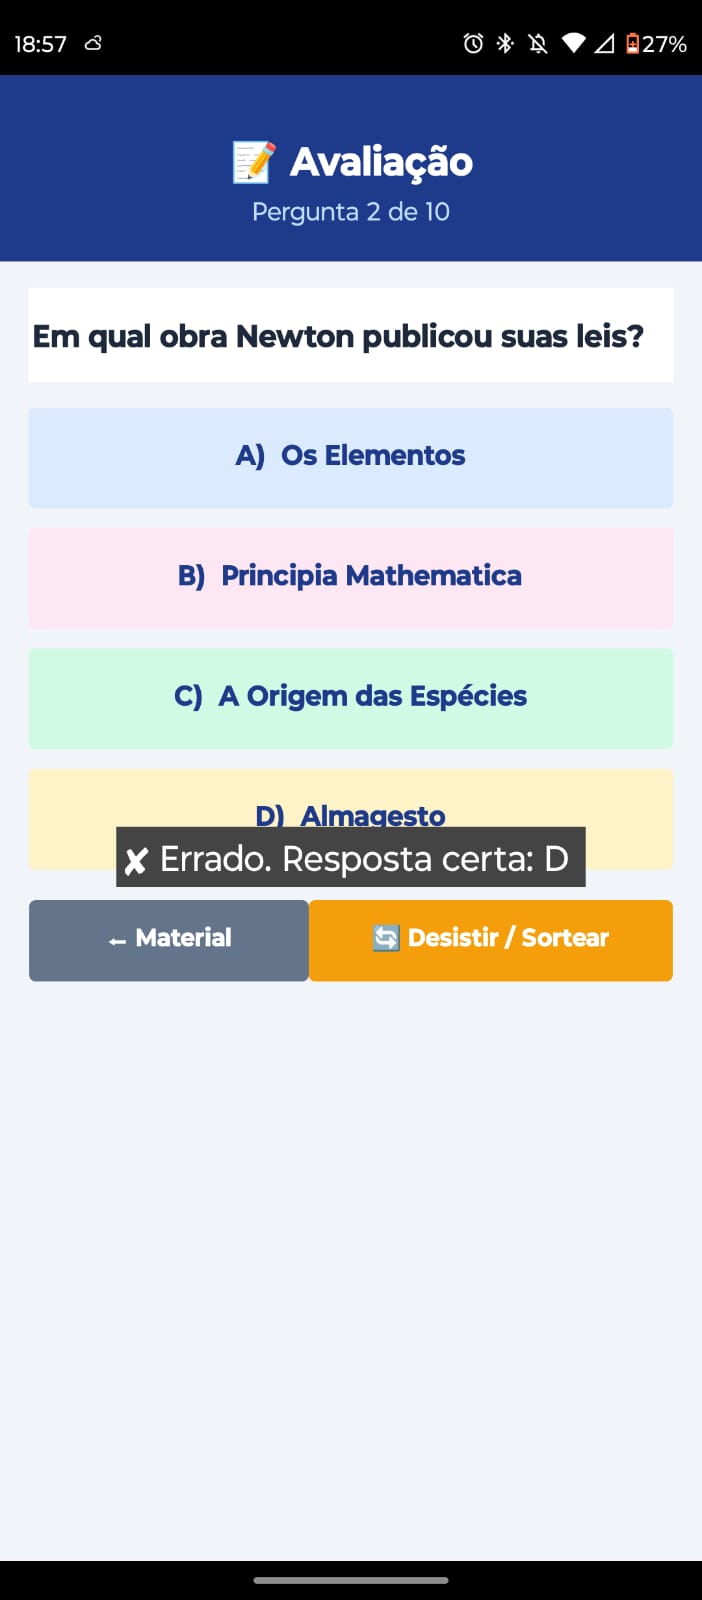 18:57 27%
📝 Avaliação
Pergunta 2 de 10
Em qual obra Newton publicou suas leis?
A) Os Elementos
B) Principia Mathematica
C) A Origem das Espécies
D) Almagesto
✘ Errado. Resposta certa: D
← Material
🔄 Desistir / Sortear